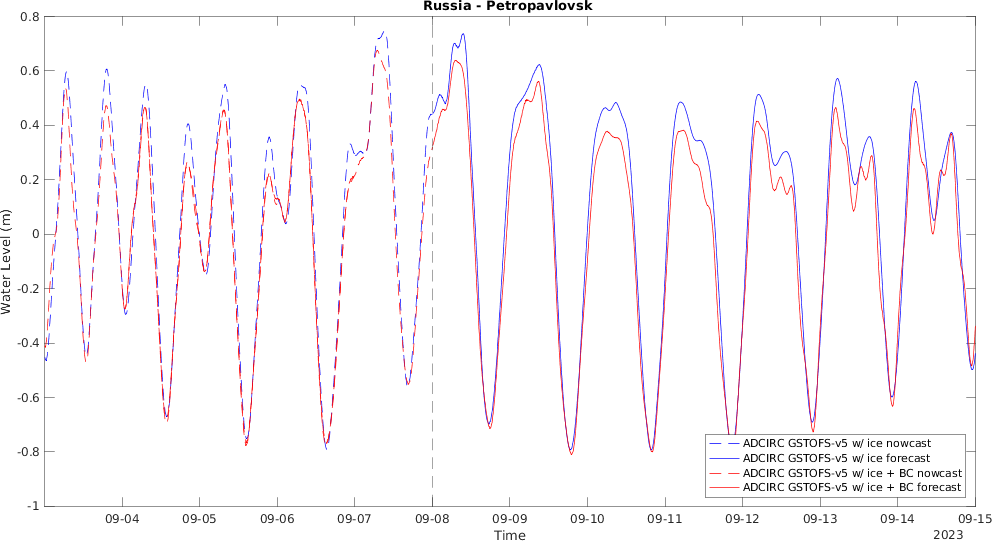 Russia - Petropavlovsk
0.8
0.6
0.4
0.2
0
-0.2
-0.4
-0.6
-0.8
-1
Water Level (m)
ADCIRC GSTOFS-v5 w/ ice nowcast
ADCIRC GSTOFS-v5 w/ ice forecast
ADCIRC GSTOFS-v5 w/ ice + BC nowcast
ADCIRC GSTOFS-v5 w/ ice + BC forecast
09-04 09-05 09-06 09-07 09-08 09-09 09-10 09-11 09-12 09-13 09-14 09-15
Time
2023